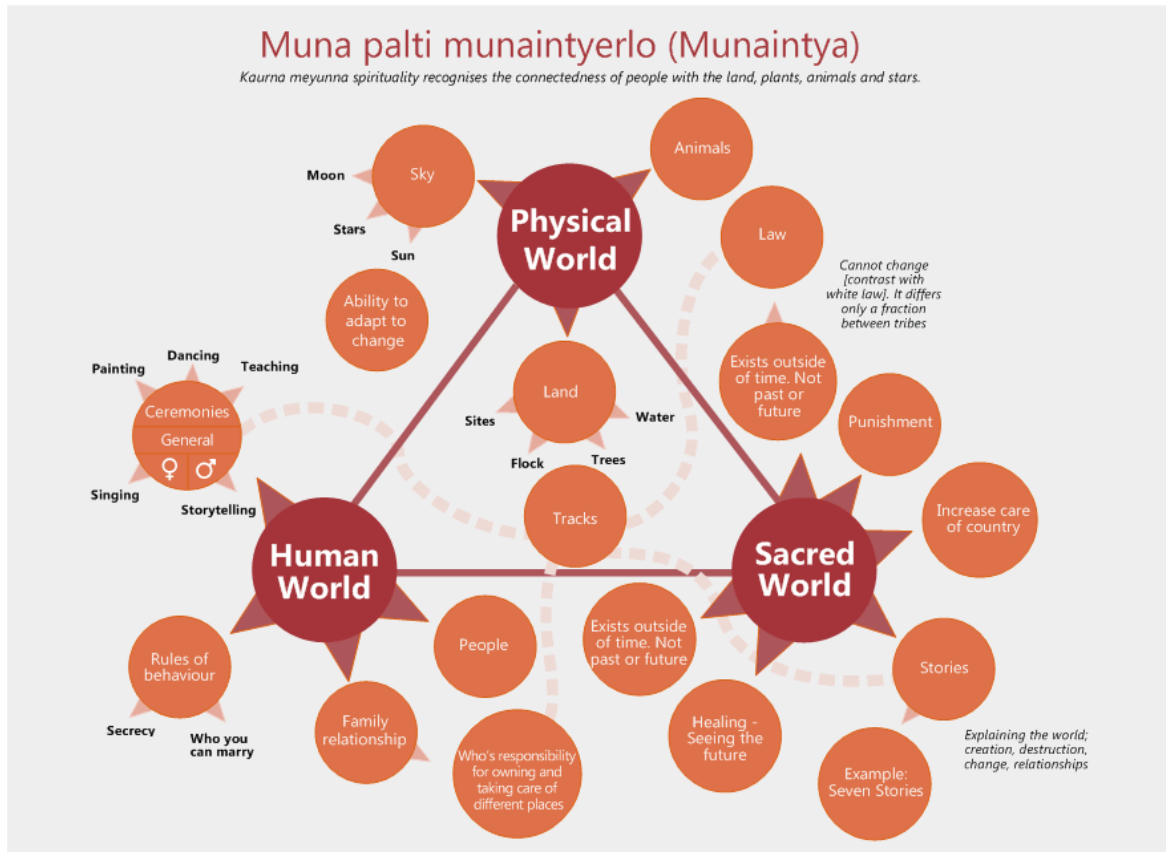 Muna palti munaintyerlo (Munaintya)
Kaurna meyunna spirituality recognises the connectedness of people with the land, plants, animals and stars.
Animals
Sky
Moon
Stars
Sun
Physical
World
Law
Cannot change
[contrast with
white law]. It differs
only a fraction
between tribes
Ability to
adapt to
change
Exists outside
of time. Not
past or
future
Dancing
Painting
Teaching
Ceremonies
General
♀ ♂
Singing
Storytelling
Land
Sites
Water
Flock
Trees
Punishment
Tracks
Increase care
of country
Human
World
Sacred
World
Exists outside
of time. Not
past or future
People
Rules of
behaviour
Secrecy
Who you
can marry
Family
relationship
Who's responsibility
for owning and
taking care of
different places
Healing -
Seeing the
future
Stories
Explaining the world;
creation, destruction,
change, relationships
Example:
Seven Stories